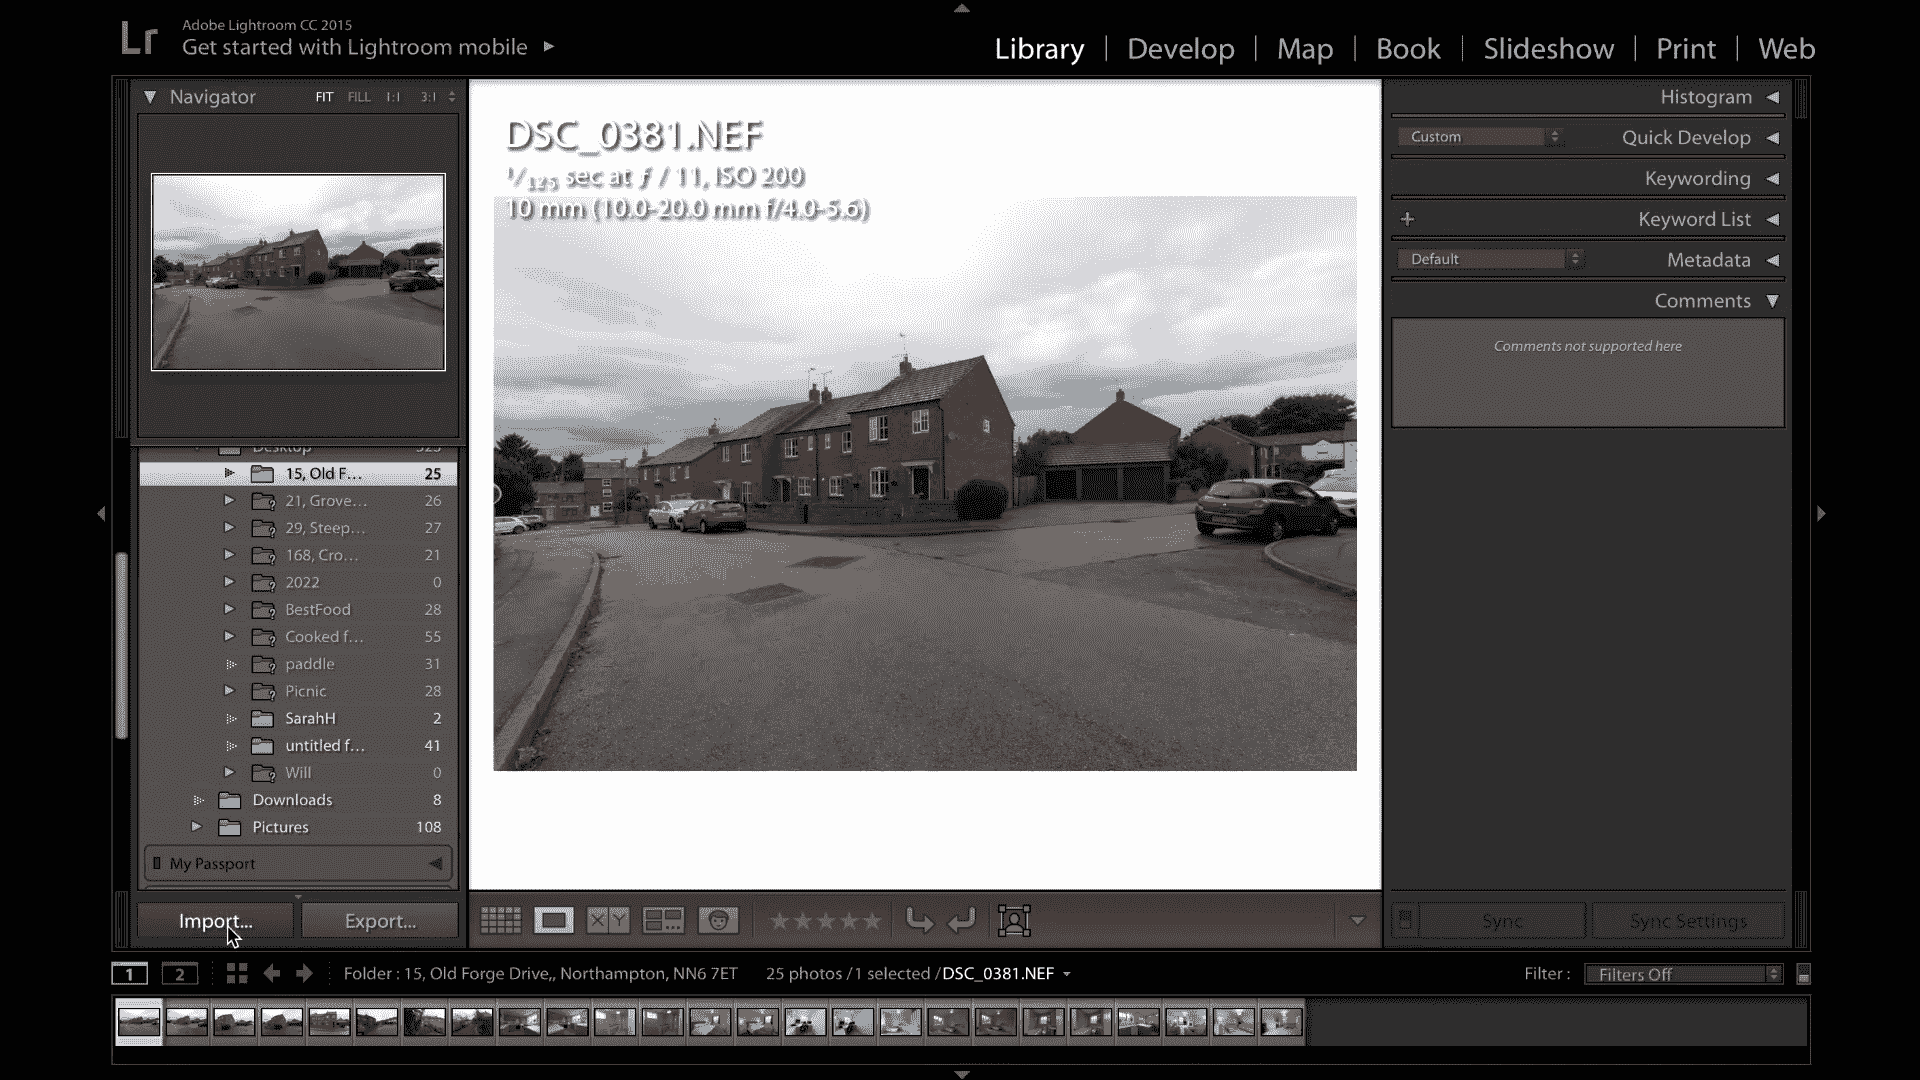 Lr
Adobe Lightroom CC 2015
Get started with Lightroom mobile
Library
Develop
Map
Book
Slideshow
Print
Web
Navigator
FIT
FILL
1:1
3:1
Desktop
15, Old F... 25
21, Grove... 26
29, Steep... 27
168, Cro... 21
2022 0
BestFood 28
Cooked f... 55
paddle 31
Picnic 28
SarahH 2
untitled f... 41
Will 0
Downloads 8
Pictures 108
My Passport
Import...
Export...
DSC_0381.NEF
1/125 sec at ƒ / 11, ISO 200
10 mm (10.0-20.0 mm f/4.0-5.6)
X Y
Histogram
Custom
Quick Develop
Keywording
Keyword List
Default
Metadata
Comments
Comments not supported here
Sync
Sync Settings
1
2
Folder : 15, Old Forge Drive,, Northampton, NN6 7ET
25 photos /1 selected /DSC_0381.NEF
Filter :
Filters Off